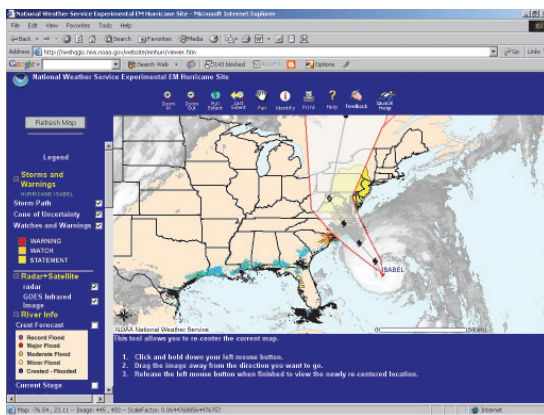 National Weather Service Experimental EM Hurricane Site - Microsoft Internet Explorer
File Edit View Favorites Tools Help
Back Search Favorites Media
Address http://nwshqgis.nws.noaa.gov/website/emhurr/viewer.htm Go Links
Google Search Web blocked Options
National Weather Service Experimental EM Hurricane Site
Zoom In Zoom Out Full Extent Last Extent Pan Identify Print Help Feedback Quick Help
Refresh Map
Legend
Storms and Warnings
HURRICANE ISABEL
Storm Path
Cone of Uncertainty
Watches and Warnings
WARNING
WATCH
STATEMENT
Radar+Satellite
radar
GOES Infrared Image
River Info
Crest Forecast
Record Flood
Major Flood
Moderate Flood
Minor Flood
Crested - Flooded
Current Stage
ISABEL
NOAA National Weather Service
This tool allows you to re-center the current map.
1. Click and hold down your left mouse button.
2. Drag the image away from the direction you want to go.
3. Release the left mouse button when finished to view the newly re-centered location.
Internet